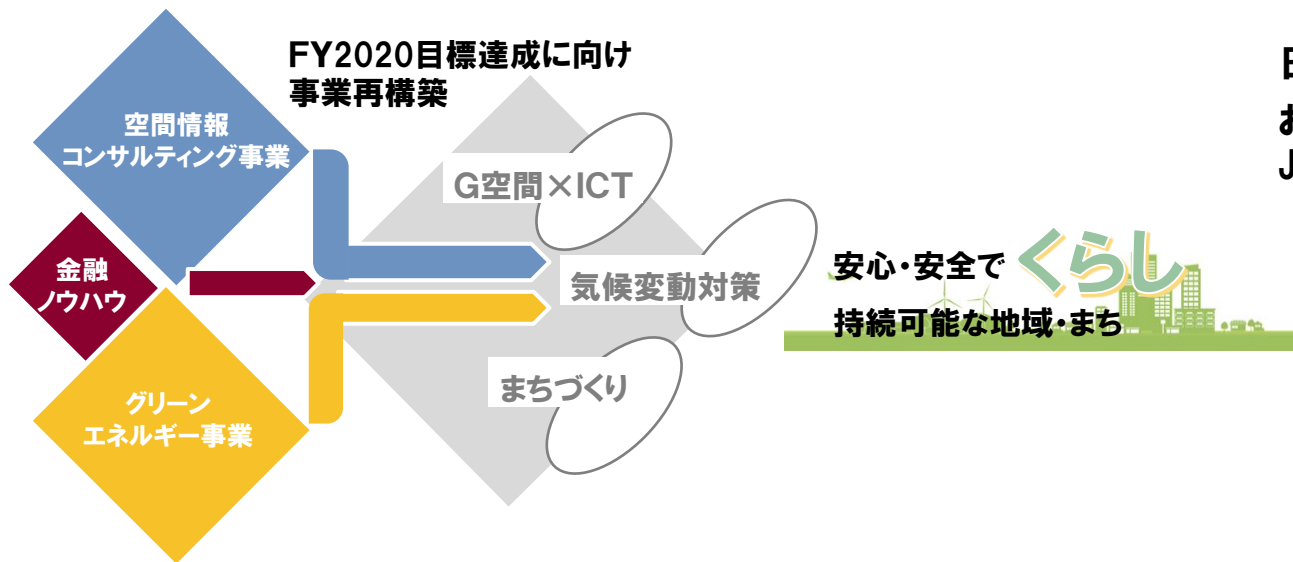 FY2020目標達成に向け
事業再構築
空間情報
コンサルティング事業
金融
ノウハウ
グリーン
エネルギー事業
G空間×ICT
気候変動対策
まちづくり
安心・安全で くらし
持続可能な地域・まち
お
J